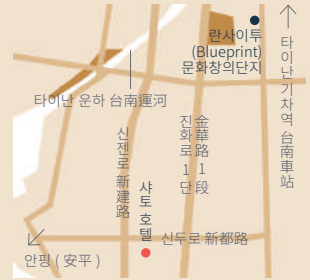 란사이투
(Blueprint)
문화창의단지
타이난 운하 台南運河
타이난 기차역 台南車站
신젠로 新建路
진화로 1단
金華路 1段
샤토 호텔
신두로 新都路
안핑 ( 安平 )